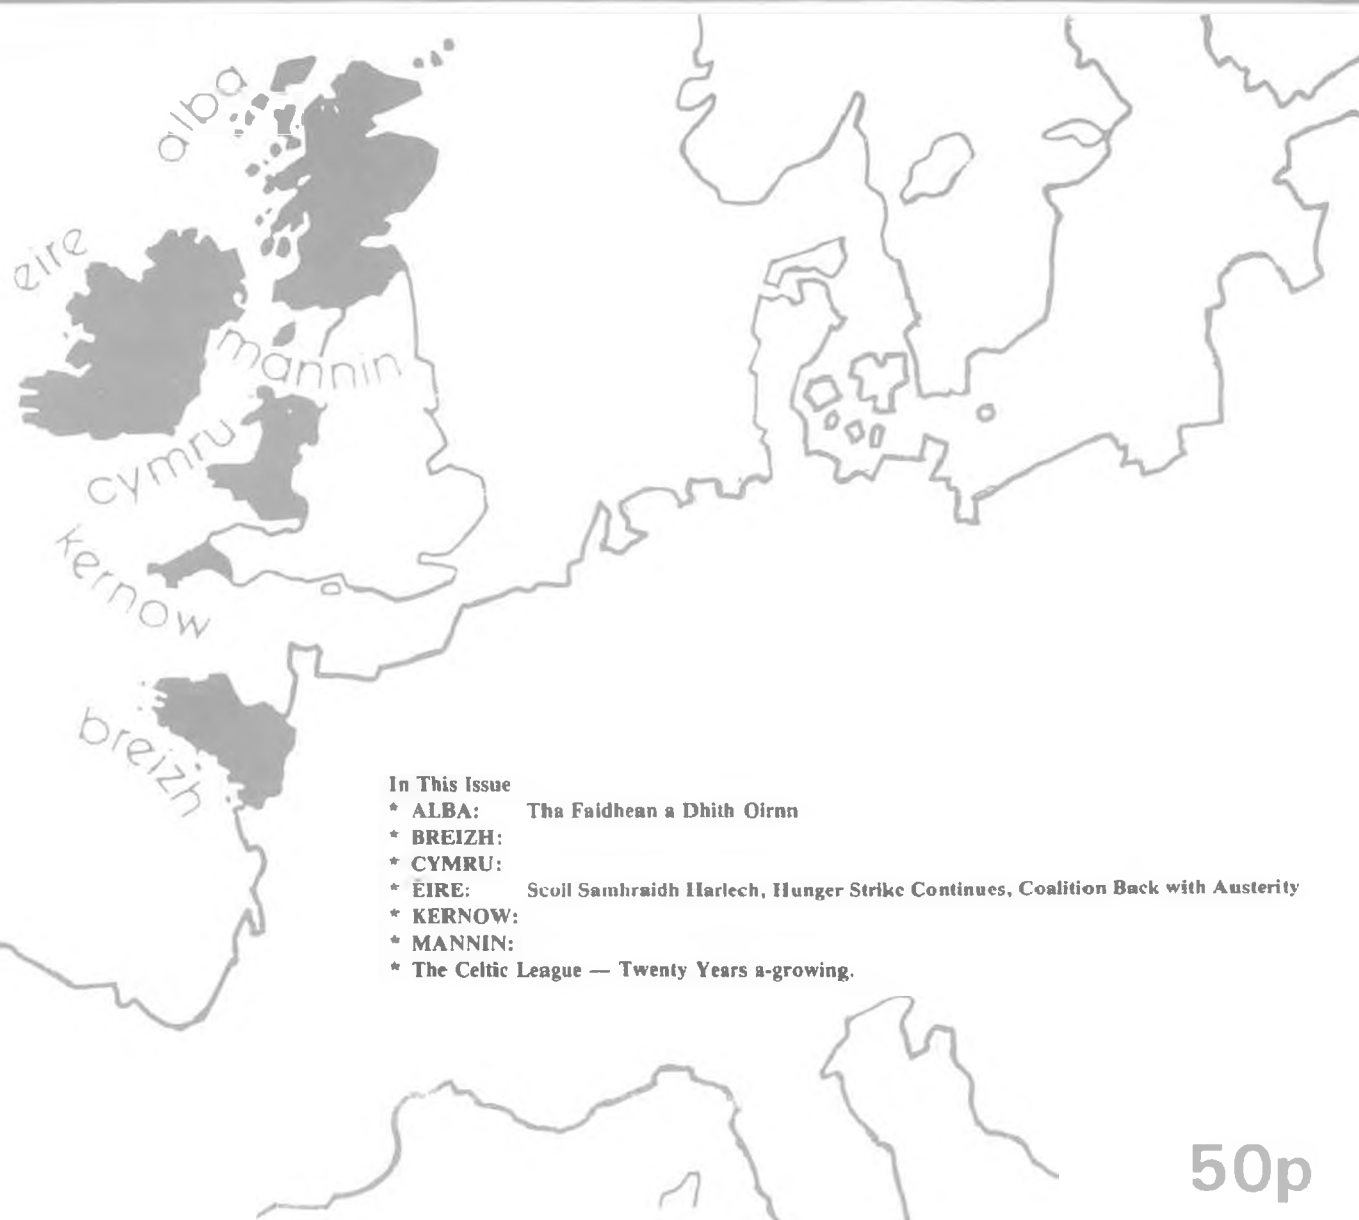 alba
eire
mannin
cymru
kernow
breizh
In This Issue
* ALBA: Tha Faidhean a Dhith Oirnn
* BREIZH:
* CYMRU:
* ÉIRE: Scoil Samhraidh Harlech, Hunger Strike Continues, Coalition Back with Austerity
* KERNOW:
* MANNIN:
* The Celtic League — Twenty Years a-growing.
50p